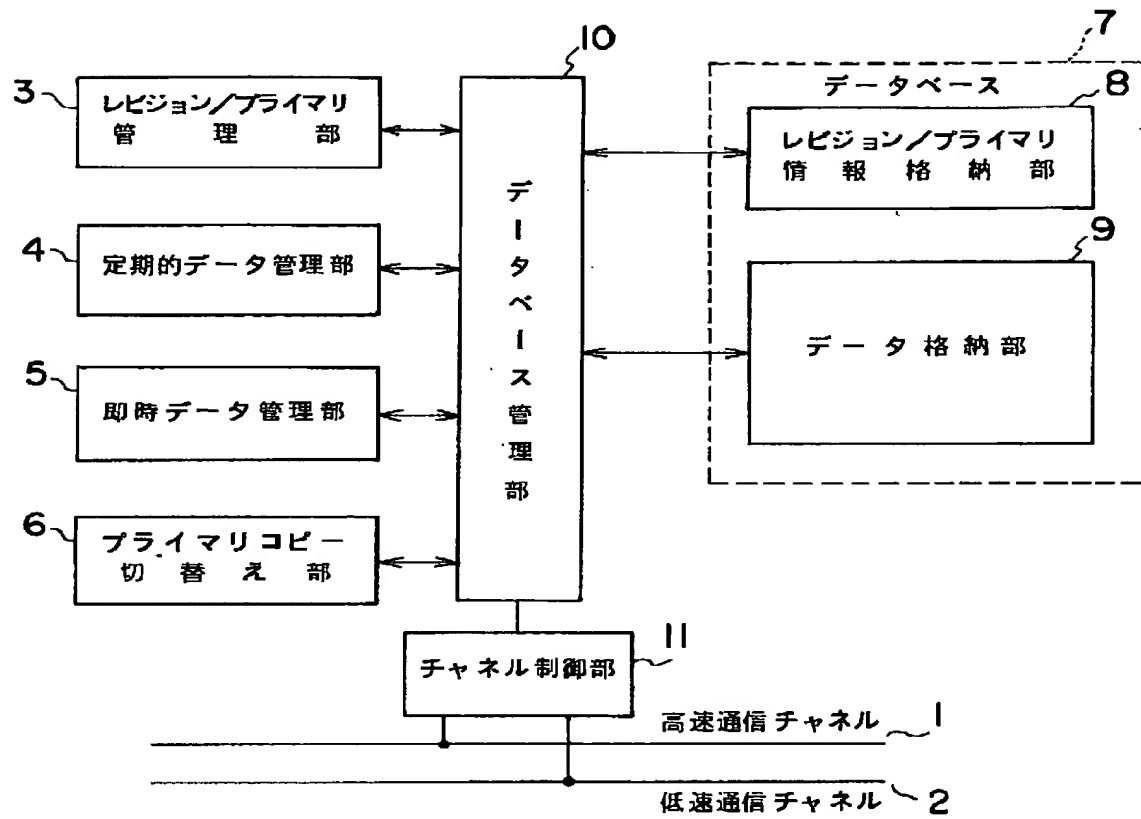 10
7
3
レビジョン/プライマリ
管理部
データベース
8
レビジョン/プライマリ
情報格納部
4
定期的データ管理部
データベース管理部
9
データ格納部
5
即時データ管理部
6
プライマリコピー
切替え部
11
チャネル制御部
高速通信チャネル
1
低速通信チャネル
2